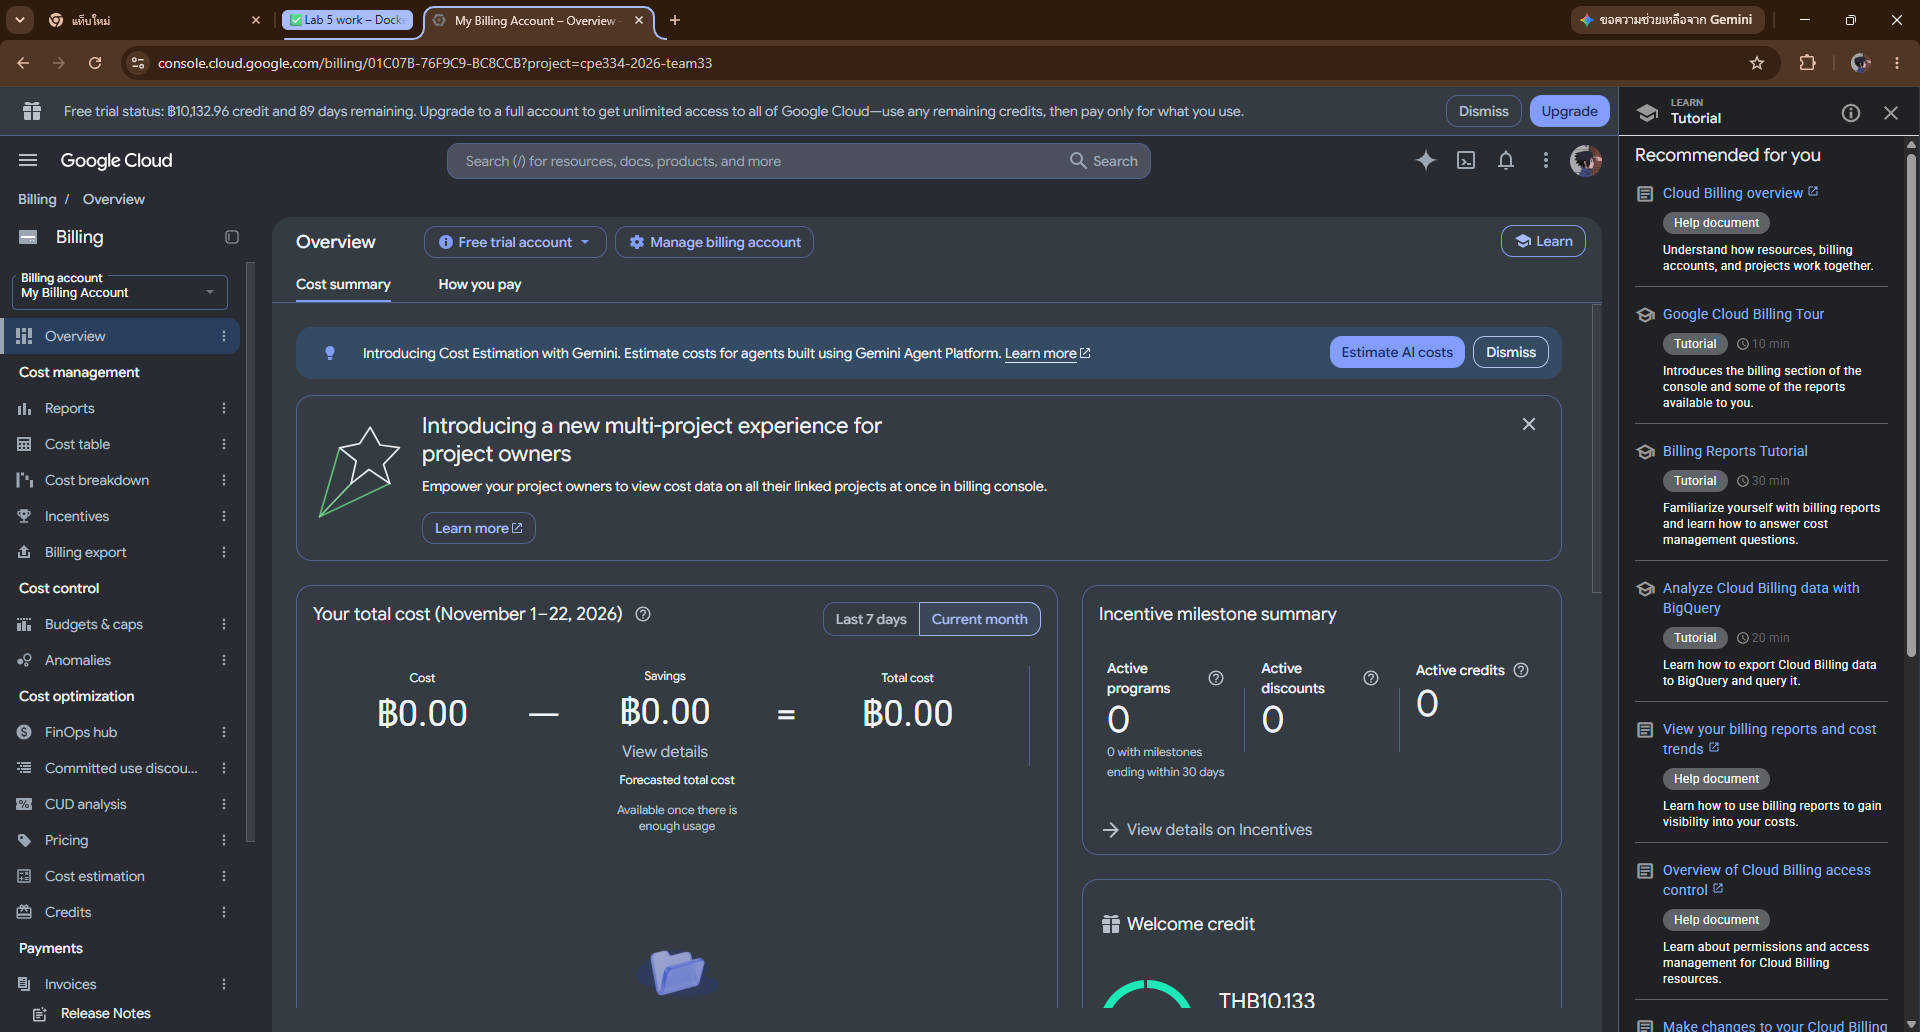 แท็บใหม่
✅ Lab 5 work – Docke
My Billing Account – Overview
ขอความช่วยเหลือจาก Gemini
console.cloud.google.com/billing/01C07B-76F9C9-BC8CCB?project=cpe334-2026-team33
Free trial status: ฿10,132.96 credit and 89 days remaining. Upgrade to a full account to get unlimited access to all of Google Cloud—use any remaining credits, then pay only for what you use.
Dismiss
Upgrade
Google Cloud
Search (/) for resources, docs, products, and more
Search
Billing / Overview
Billing
Billing account
My Billing Account
Overview
Cost management
Reports
Cost table
Cost breakdown
Incentives
Billing export
Cost control
Budgets & caps
Anomalies
Cost optimization
FinOps hub
Committed use discou...
CUD analysis
Pricing
Cost estimation
Credits
Payments
Invoices
Release Notes
Overview
Free trial account
Manage billing account
Learn
Cost summary
How you pay
Introducing Cost Estimation with Gemini. Estimate costs for agents built using Gemini Agent Platform. Learn more
Estimate AI costs
Dismiss
Introducing a new multi-project experience for
project owners
Empower your project owners to view cost data on all their linked projects at once in billing console.
Learn more
Your total cost (November 1–22, 2026)
Last 7 days
Current month
Cost
฿0.00
—
Savings
฿0.00
View details
=
Total cost
฿0.00
Forecasted total cost
Available once there is
enough usage
Incentive milestone summary
Active
programs
0
0 with milestones
ending within 30 days
Active
discounts
0
Active credits
0
View details on Incentives
Welcome credit
THB10,133
LEARN
Tutorial
Recommended for you
Cloud Billing overview
Help document
Understand how resources, billing
accounts, and projects work together.
Google Cloud Billing Tour
Tutorial
10 min
Introduces the billing section of the
console and some of the reports
available to you.
Billing Reports Tutorial
Tutorial
30 min
Familiarize yourself with billing reports
and learn how to answer cost
management questions.
Analyze Cloud Billing data with
BigQuery
Tutorial
20 min
Learn how to export Cloud Billing data
to BigQuery and query it.
View your billing reports and cost
trends
Help document
Learn how to use billing reports to gain
visibility into your costs.
Overview of Cloud Billing access
control
Help document
Learn about permissions and access
management for Cloud Billing
resources.
Make changes to your Cloud Billing